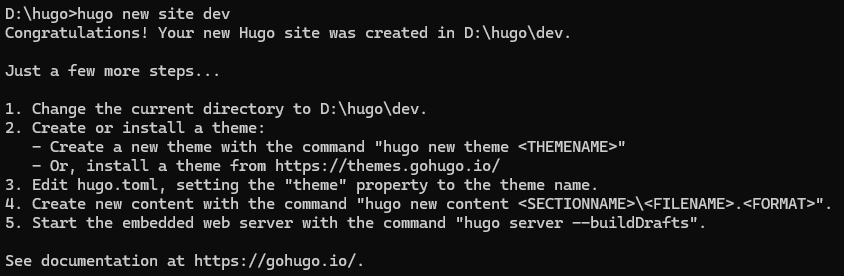 D:\hugo>hugo new site dev
Congratulations! Your new Hugo site was created in D:\hugo\dev.
Just a few more steps...
1. Change the current directory to D:\hugo\dev.
2. Create or install a theme:
- Create a new theme with the command "hugo new theme <THEMENAME>"
- Or, install a theme from https://themes.gohugo.io/
3. Edit hugo.toml, setting the "theme" property to the theme name.
4. Create new content with the command "hugo new content <SECTIONNAME>\<FILENAME>.<FORMAT>".
5. Start the embedded web server with the command "hugo server --buildDrafts".
See documentation at https://gohugo.io/.